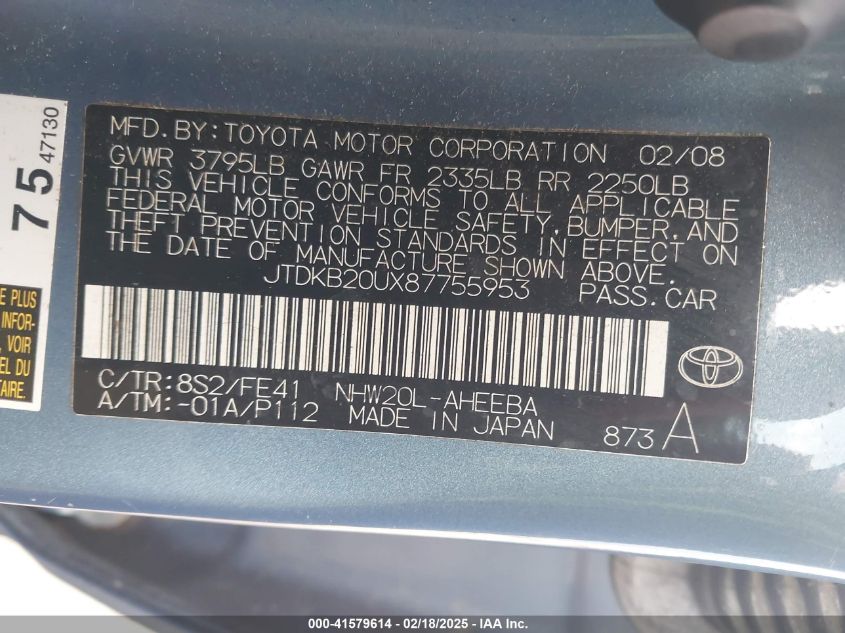 MFD. BY: TOYOTA MOTOR CORPORATION 02/08
GVWR 3795LB GAWR FR 2335LB RR 2250LB
THIS VEHICLE CONFORMS TO ALL APPLICABLE
FEDERAL MOTOR VEHICLE SAFETY, BUMPER, AND
THEFT PREVENTION STANDARDS IN EFFECT ON
THE DATE OF MANUFACTURE SHOWN ABOVE.
JTDKB20UX87755953 PASS. CAR
C/TR: 8S2/FE41 NHW20L-AHEEBA
A/TM: -01A/P112 MADE IN JAPAN
873 A
75 47130
E PLUS
INFOR-
VOIR
EL DU
TAIRE.
000-41579614 - 02/18/2025 - IAA Inc.